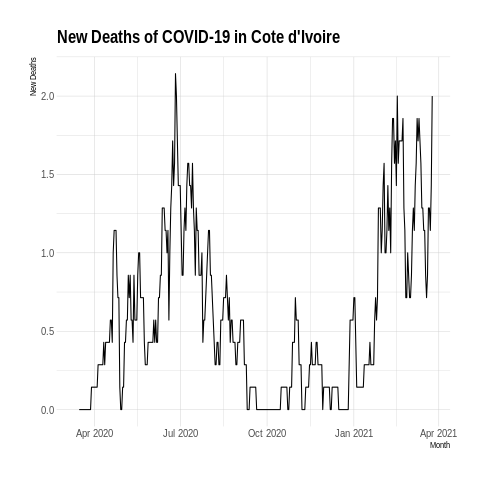 New Deaths of COVID-19 in Cote d'Ivoire
New Deaths
2.0
1.5
1.0
0.5
0.0
Apr 2020 Jul 2020 Oct 2020 Jan 2021 Apr 2021
Month